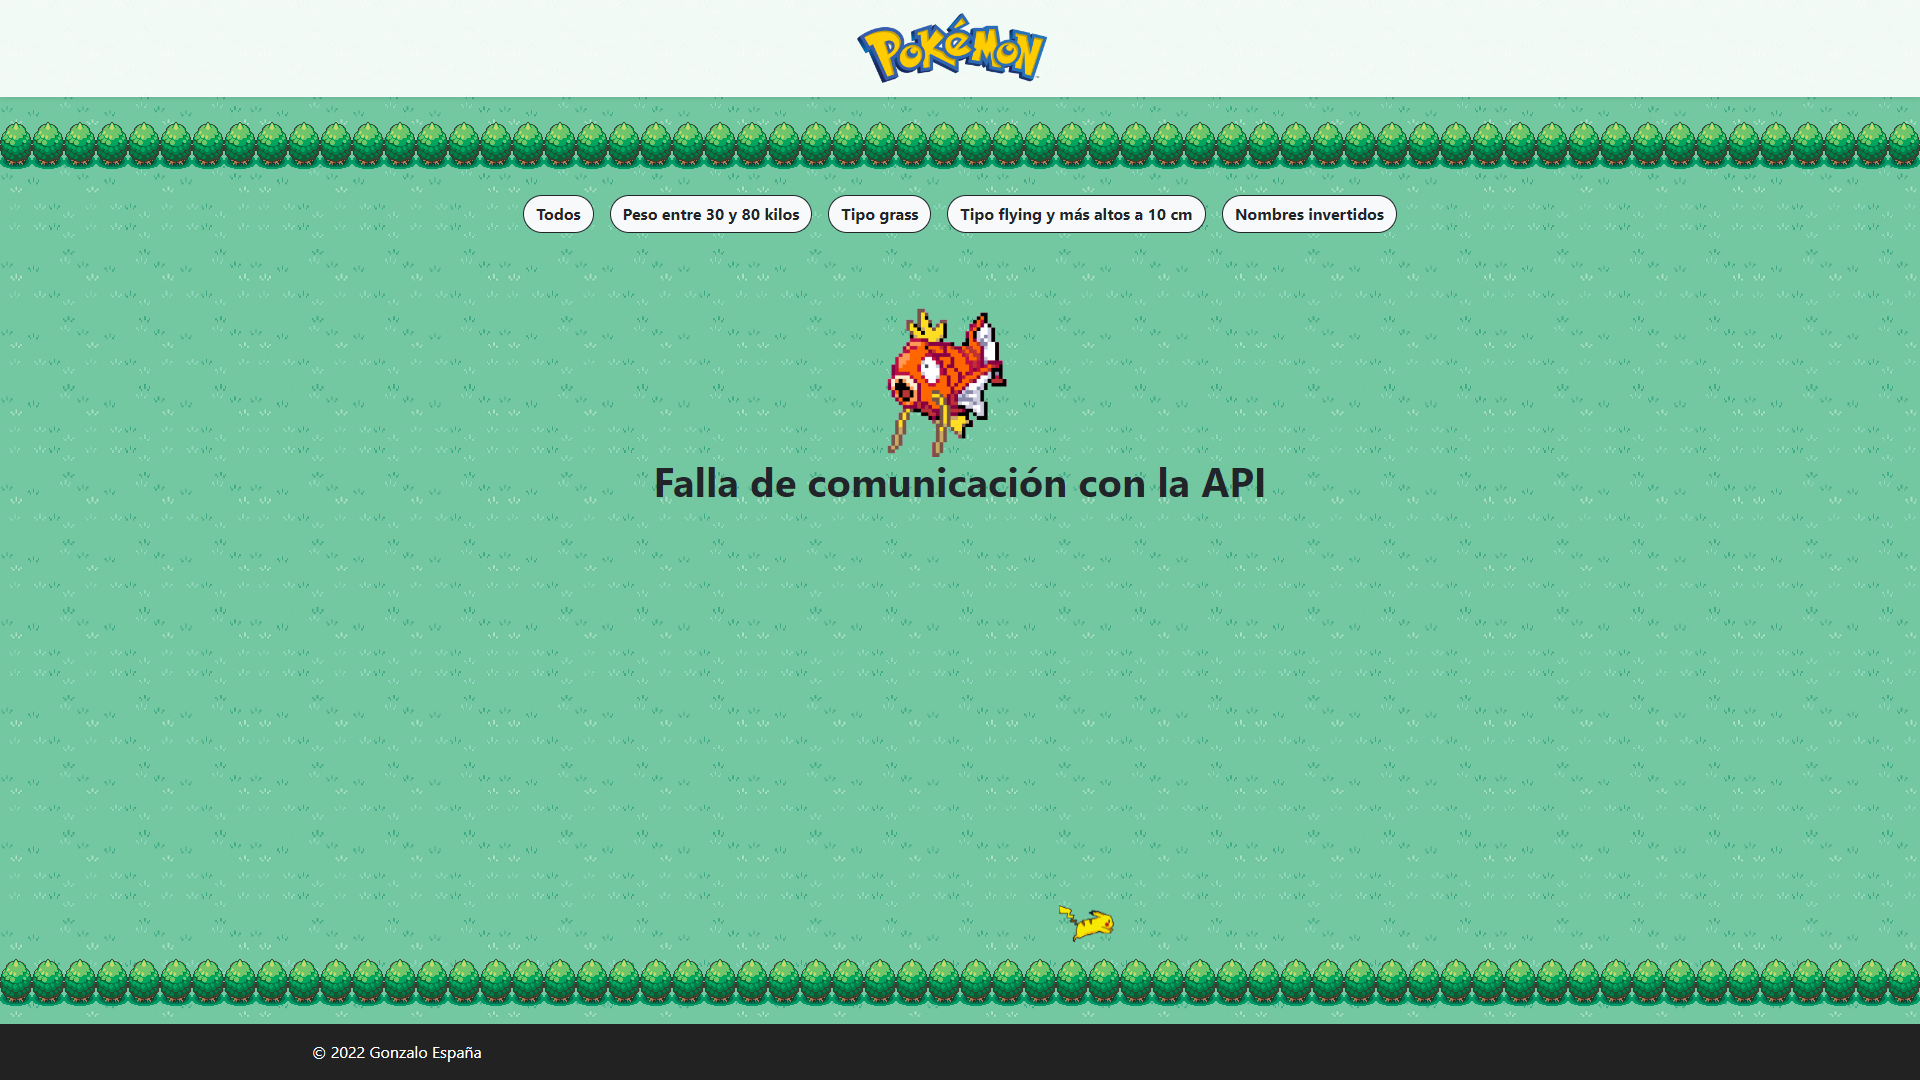 POKéMON
Todos
Peso entre 30 y 80 kilos
Tipo grass
Tipo flying y más altos a 10 cm
Nombres invertidos
Falla de comunicación con la API
© 2022 Gonzalo España